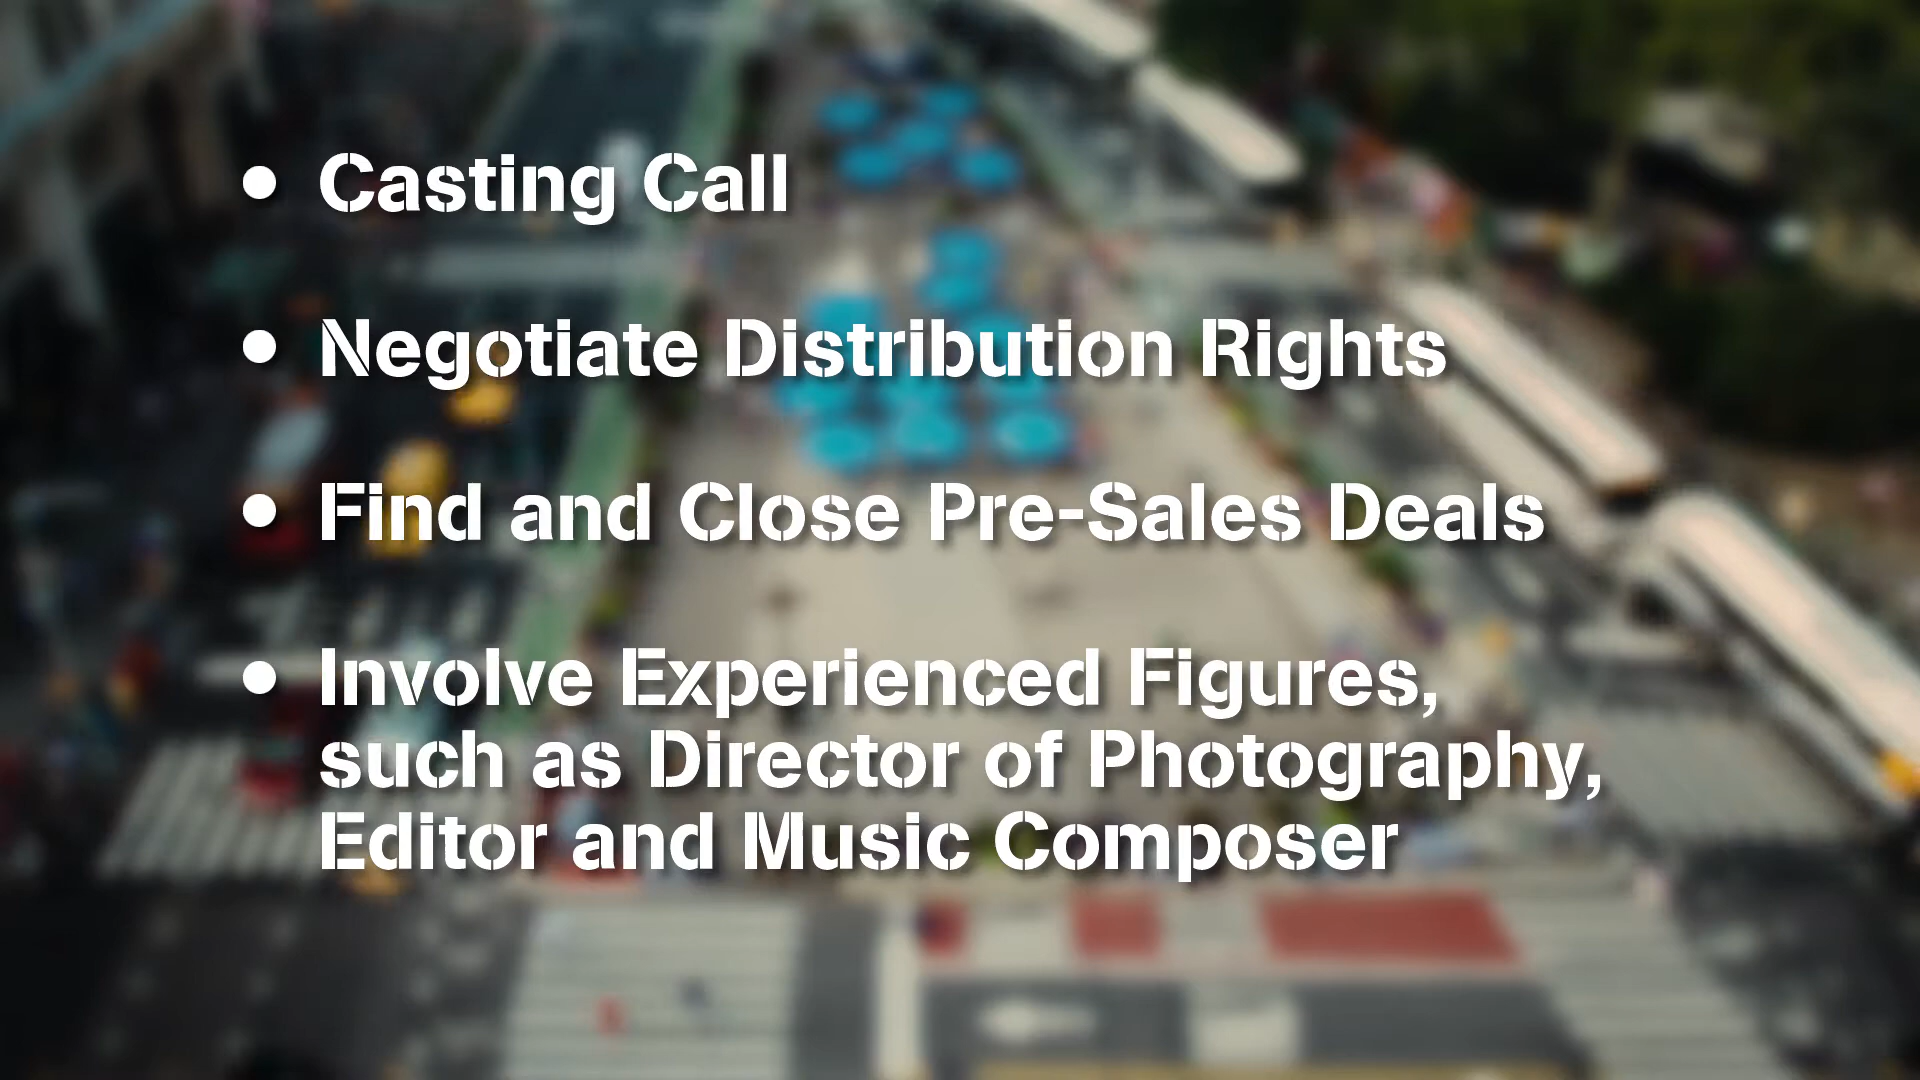 • Casting Call
• Negotiate Distribution Rights
• Find and Close Pre-Sales Deals
• Involve Experienced Figures,
such as Director of Photography,
Editor and Music Composer